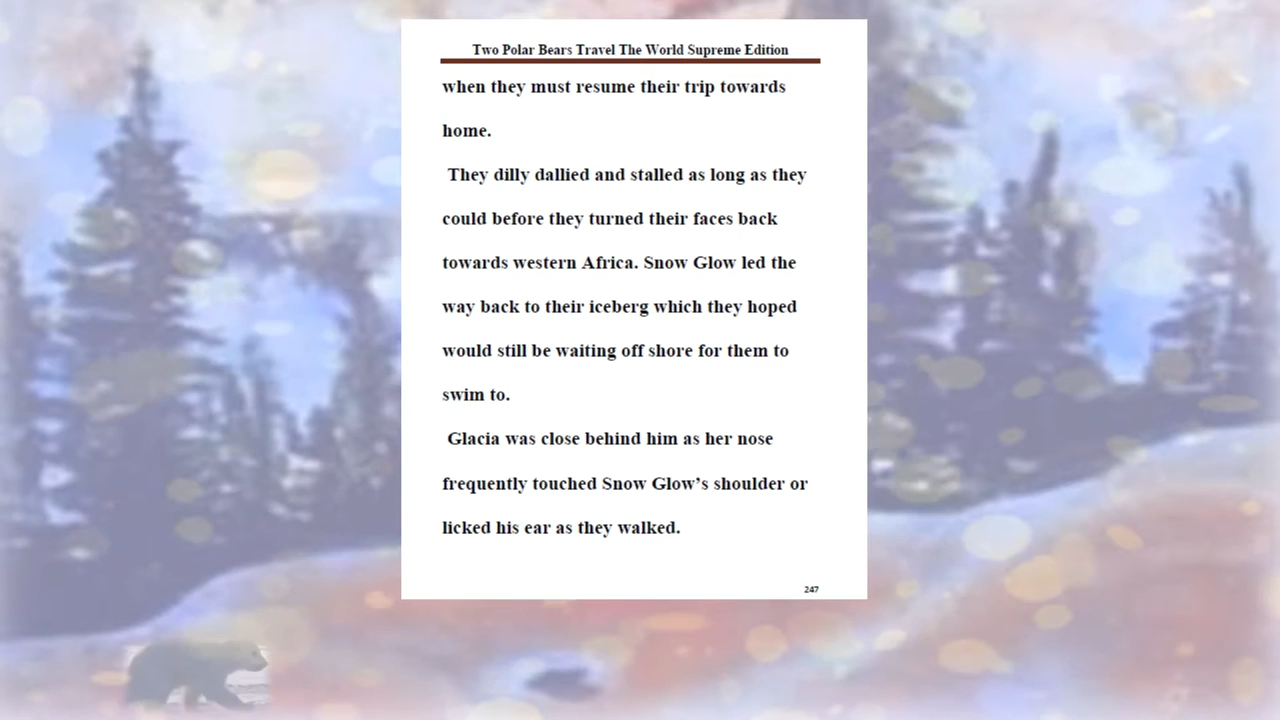 Two Polar Bears Travel The World Supreme Edition
when they must resume their trip towards
home.
They dilly dallied and stalled as long as they
could before they turned their faces back
towards western Africa. Snow Glow led the
way back to their iceberg which they hoped
would still be waiting off shore for them to
swim to.
Glacia was close behind him as her nose
frequently touched Snow Glow’s shoulder or
licked his ear as they walked.
247